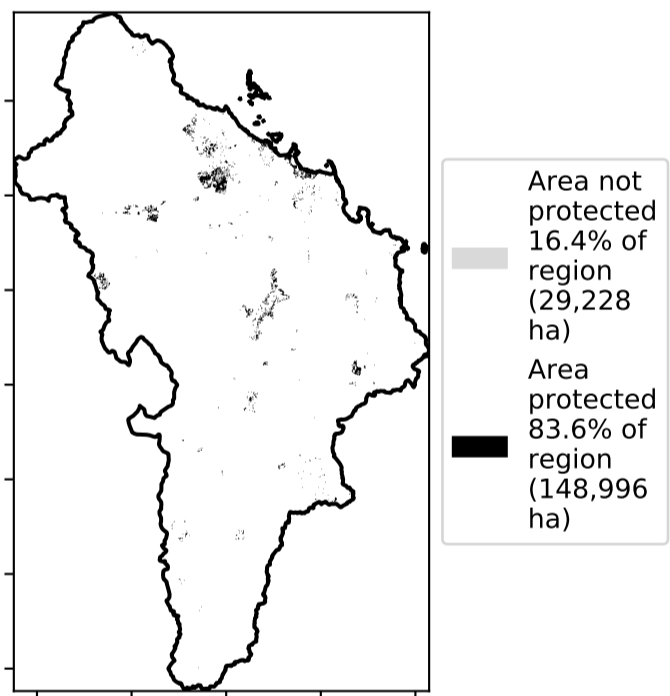 Area not
protected
16.4% of
region
(29,228
ha)
Area
protected
83.6% of
region
(148,996
ha)